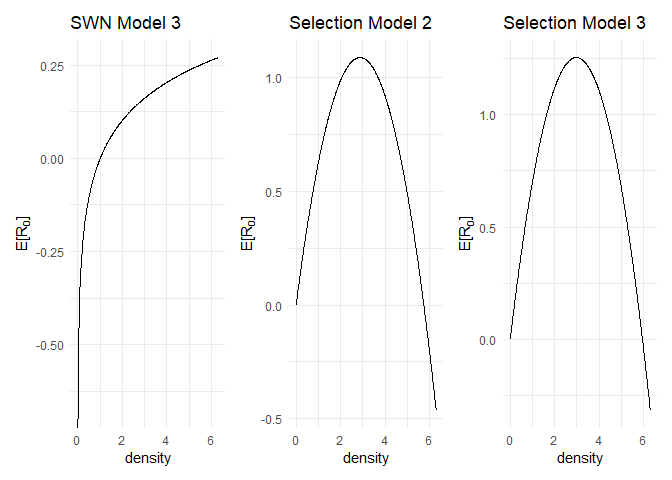 SWN Model 3
E[R₀]
0.25
0.00
-0.25
-0.50
0
2
4
6
density
Selection Model 2
E[R₀]
1.0
0.5
0.0
-0.5
0
2
4
6
density
Selection Model 3
E[R₀]
1.0
0.5
0.0
0
2
4
6
density